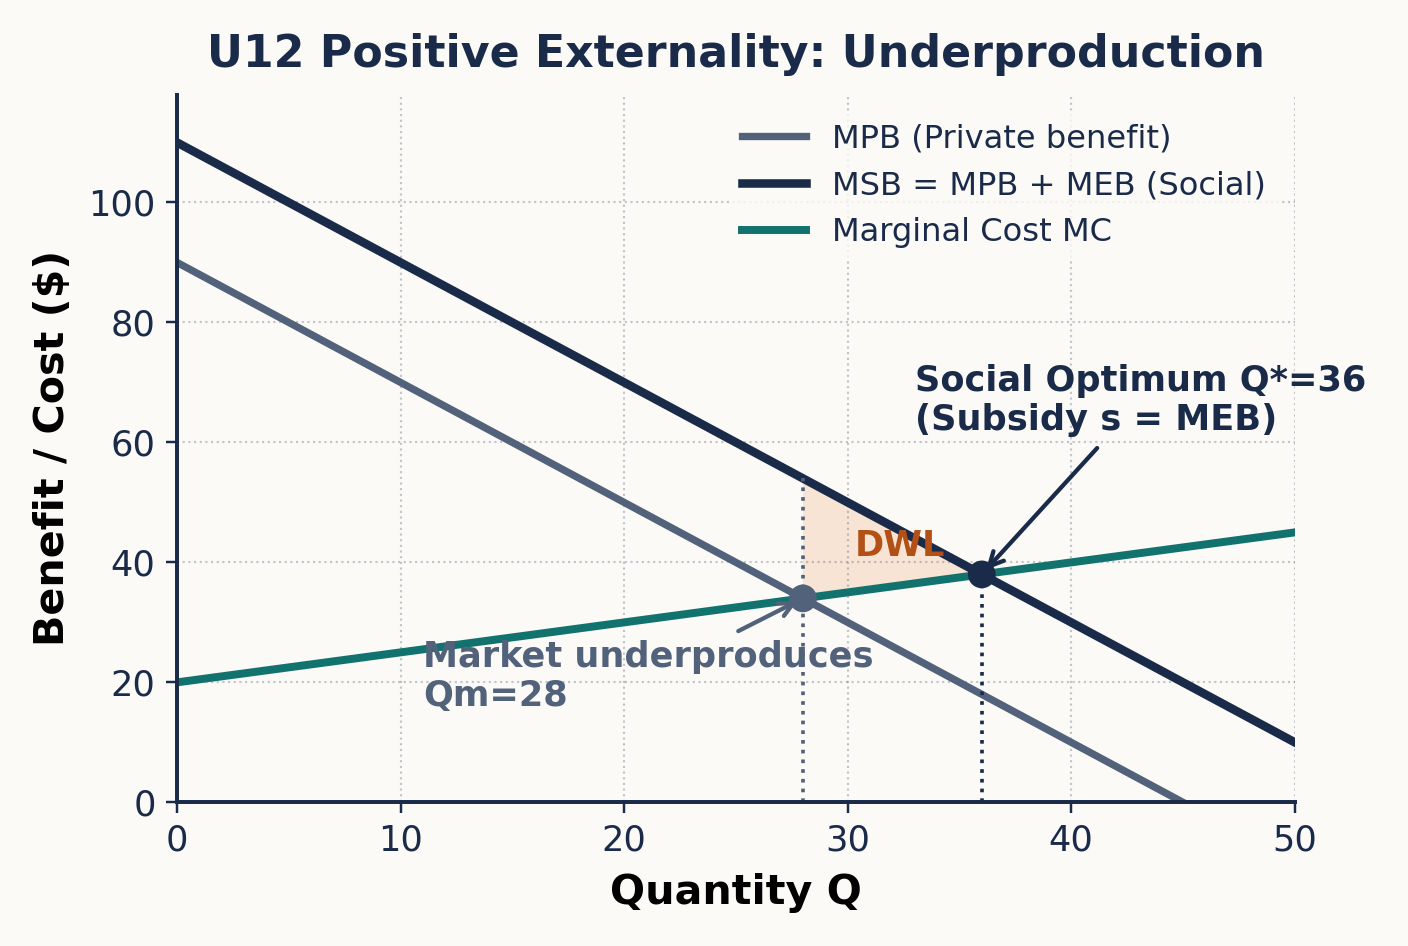 U12 Positive Externality: Underproduction
MPB (Private benefit)
MSB = MPB + MEB (Social)
Marginal Cost MC
Benefit / Cost ($)
100
80
60
40
20
0
Social Optimum Q*=36
(Subsidy s = MEB)
DWL
Market underproduces
Qm=28
0 10 20 30 40 50
Quantity Q